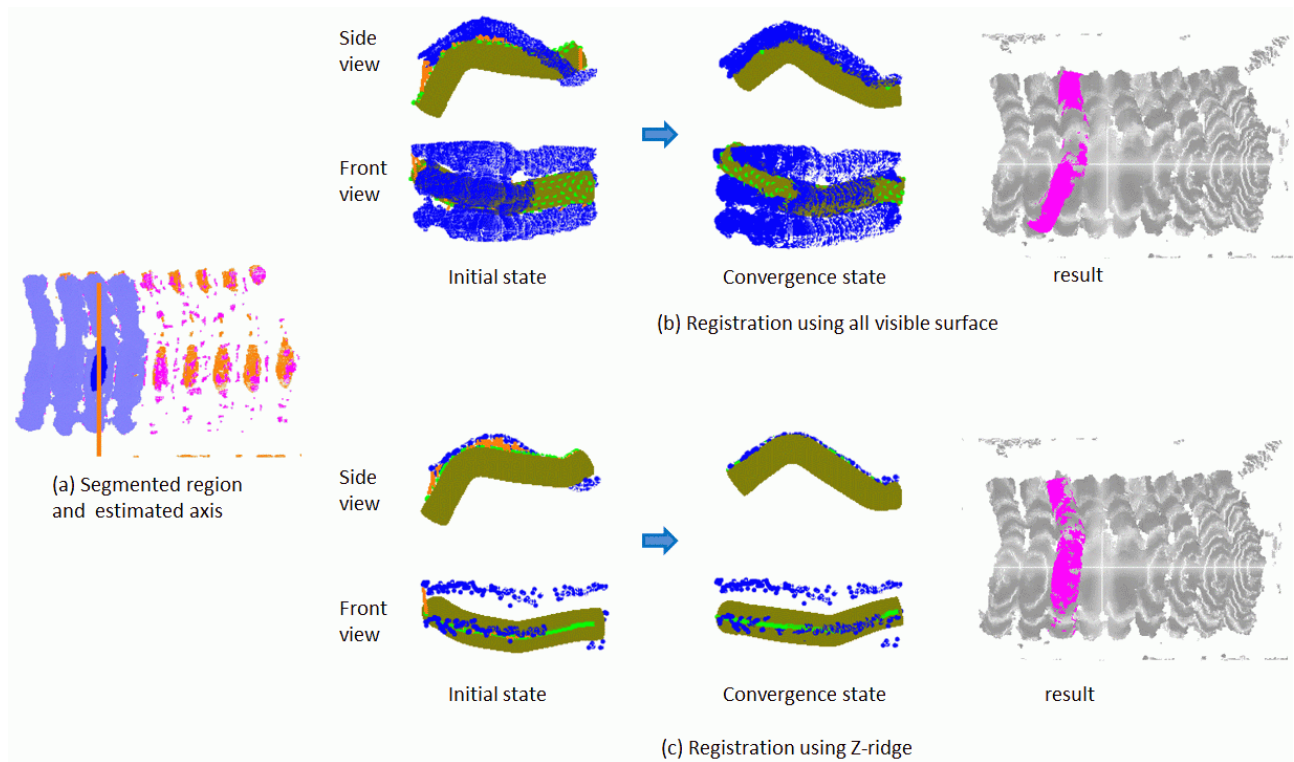 Side
view
Front
view
Initial state
Convergence state
result
(b) Registration using all visible surface
(a) Segmented region
and estimated axis
Side
view
Front
view
Initial state
Convergence state
result
(c) Registration using Z-ridge